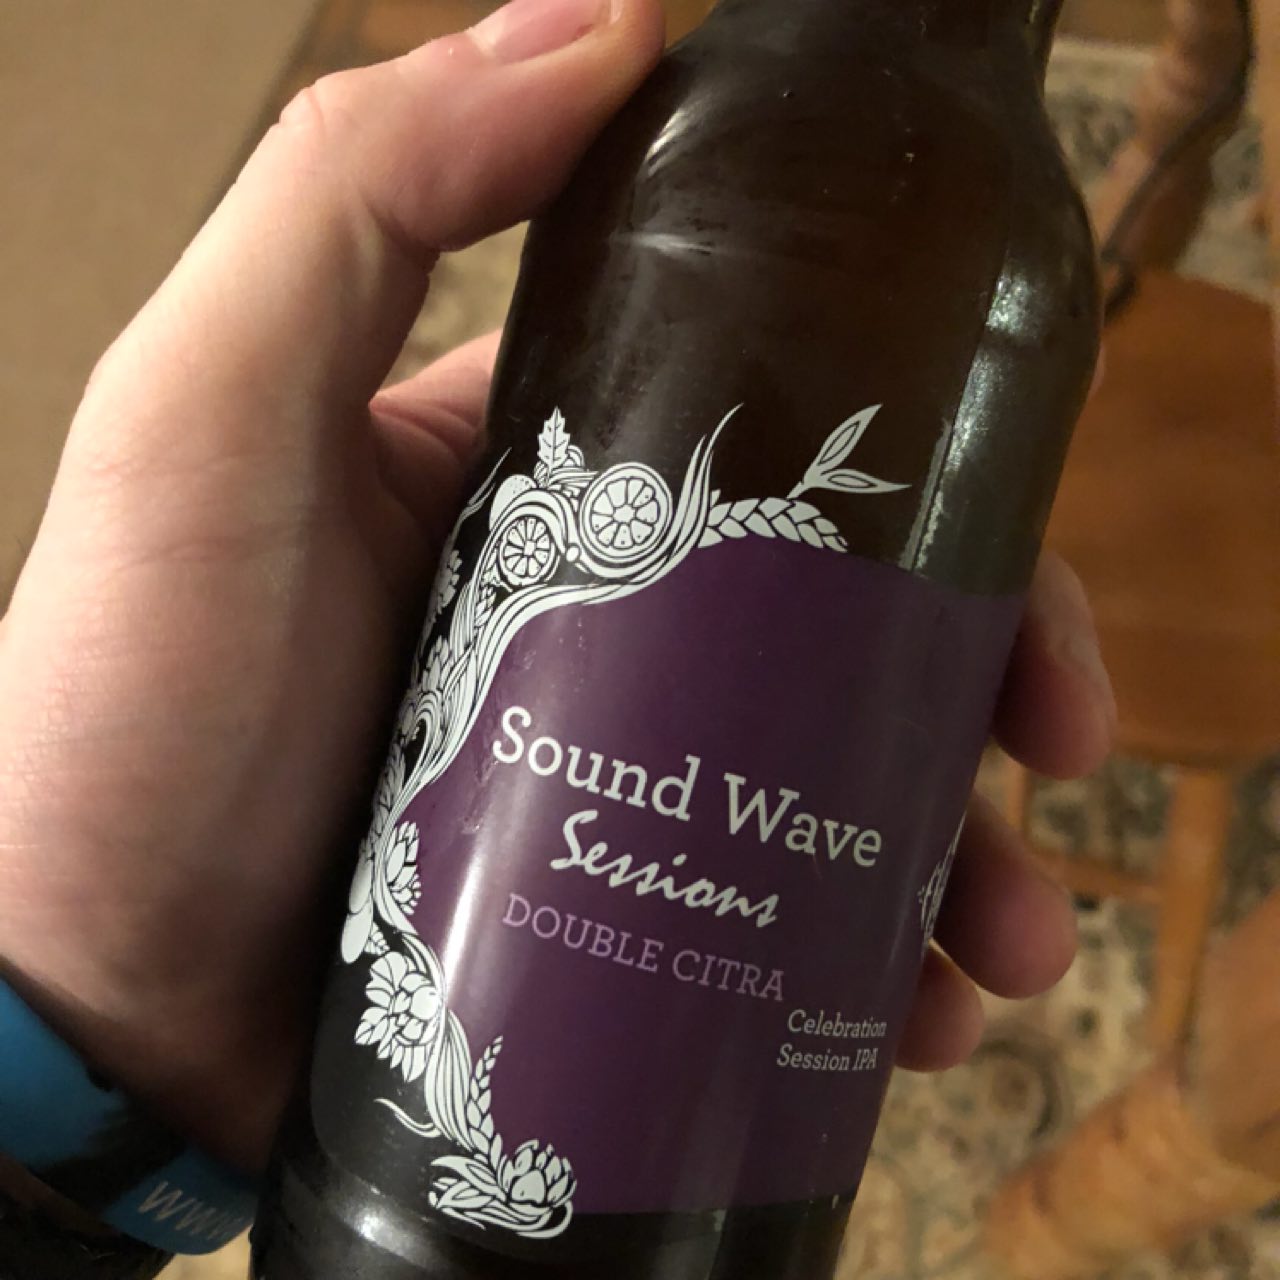 Sound Wave
Sessions
DOUBLE CITRA
Celebration
Session IPA